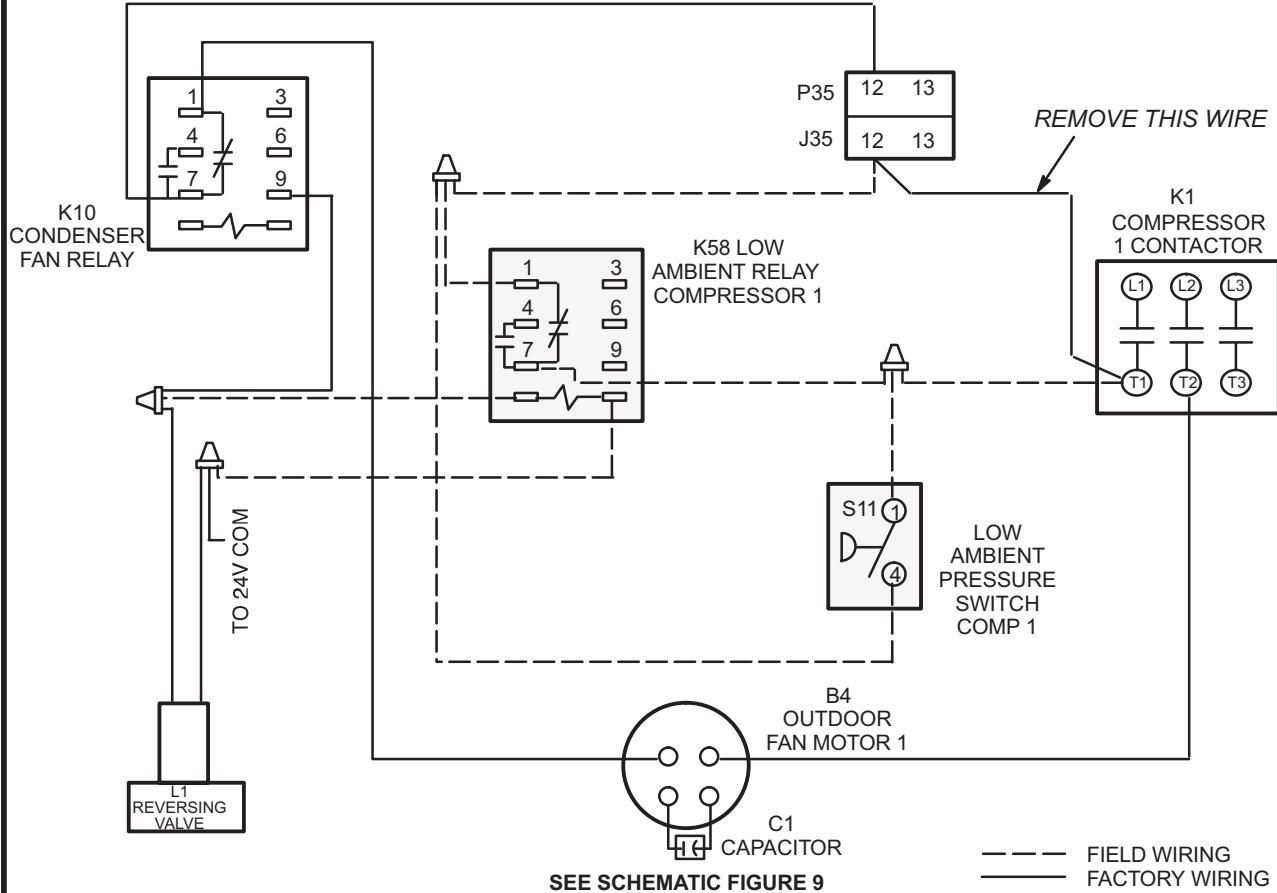 P35
12 13
J35
12 13
REMOVE THIS WIRE
1 3
4 6
7 9
K10
CONDENSER
FAN RELAY
K58 LOW
AMBIENT RELAY
COMPRESSOR 1
1 3
4 6
7 9
K1
COMPRESSOR
1 CONTACTOR
L1 L2 L3
T1 T2 T3
S11 1
4
LOW
AMBIENT
PRESSURE
SWITCH
COMP 1
TO 24V COM
L1
REVERSING
VALVE
B4
OUTDOOR
FAN MOTOR 1
C1
CAPACITOR
SEE SCHEMATIC FIGURE 9
FIELD WIRING
FACTORY WIRING